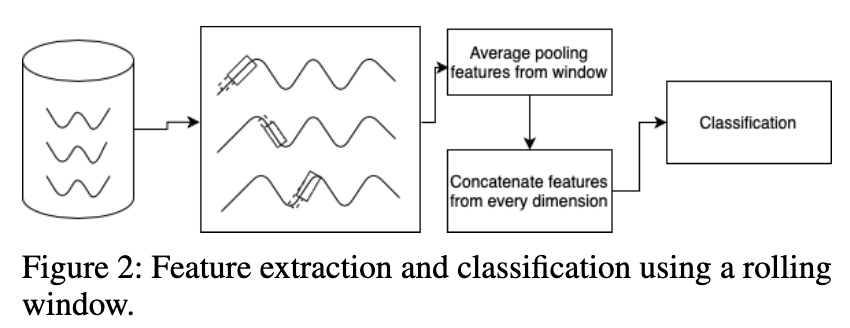 Average pooling
features from window
Concatenate features
from every dimension
Classification
Figure 2: Feature extraction and classification using a rolling
window.